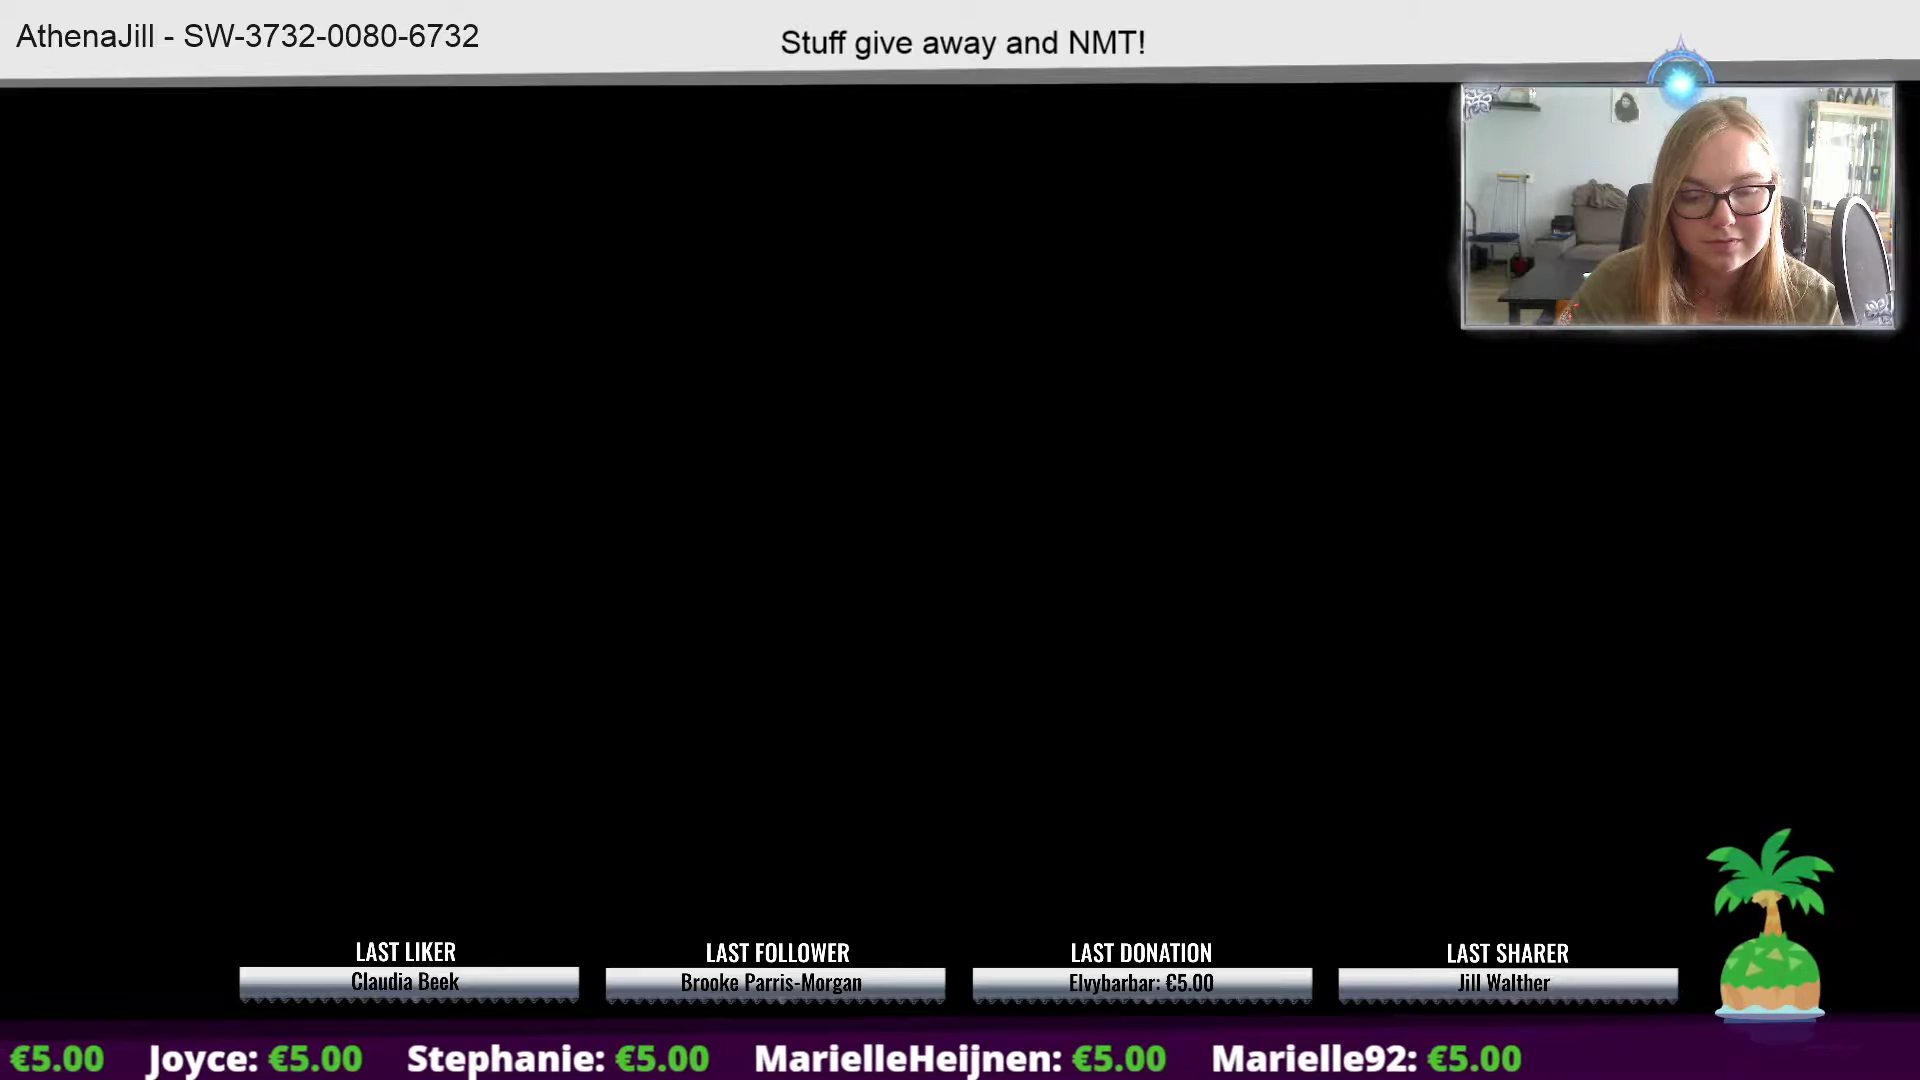 AthenaJill - SW-3732-0080-6732
Stuff give away and NMT!
LAST LIKER
Claudia Beek
LAST FOLLOWER
Brooke Parris-Morgan
LAST DONATION
Elvybarbar: €5.00
LAST SHARER
Jill Walther
€5.00 Joyce: €5.00 Stephanie: €5.00 MarielleHeijnen: €5.00 Marielle92: €5.00